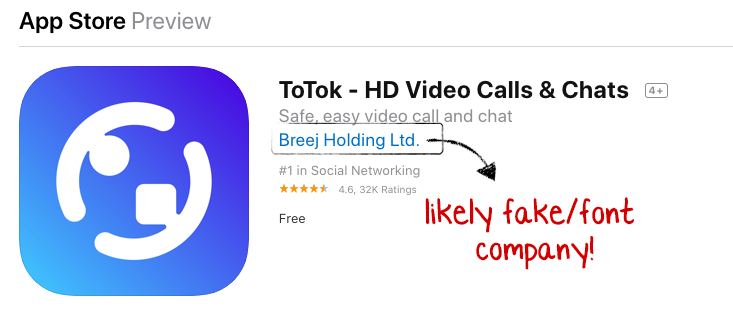 App Store Preview
ToTok - HD Video Calls & Chats 4+
Safe, easy video call and chat
Breej Holding Ltd.
#1 in Social Networking
4.6, 32K Ratings
Free
likely fake/font
company!